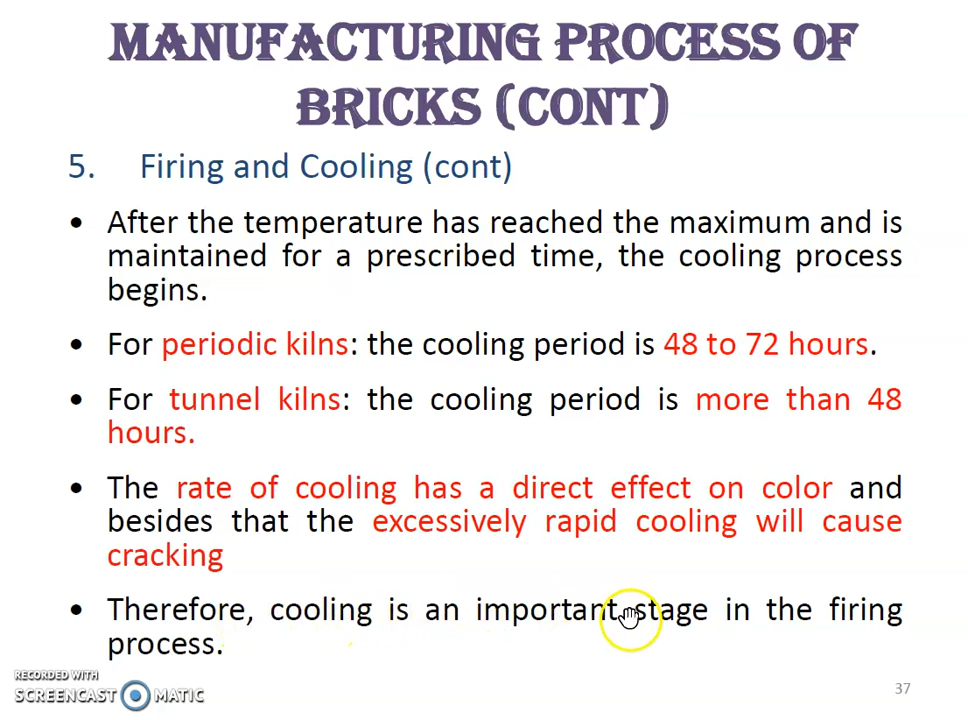 MANUFACTURING PROCESS OF
BRICKS (CONT)
5. Firing and Cooling (cont)
• After the temperature has reached the maximum and is
maintained for a prescribed time, the cooling process
begins.
• For periodic kilns: the cooling period is 48 to 72 hours.
• For tunnel kilns: the cooling period is more than 48
hours.
• The rate of cooling has a direct effect on color and
besides that the excessively rapid cooling will cause
cracking
• Therefore, cooling is an important stage in the firing
process.
RECORDED WITH
SCREENCAST MATIC
37